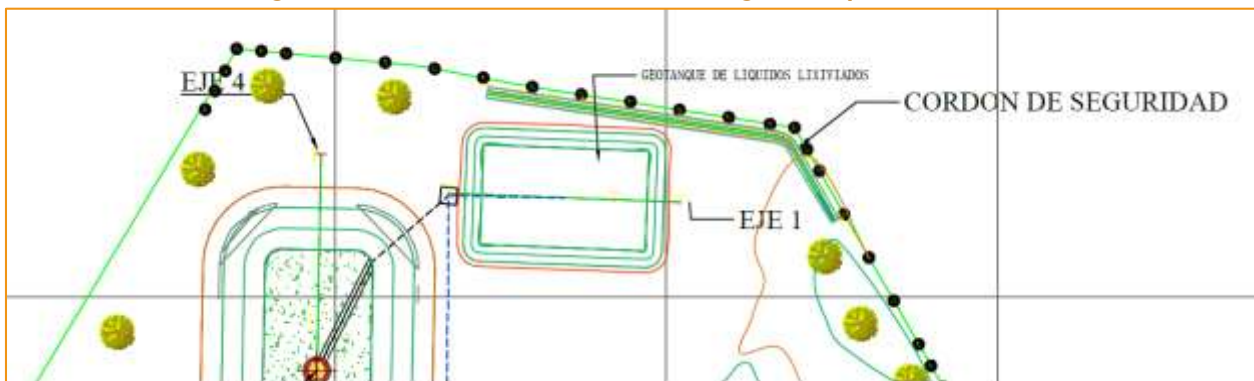 GEOTANQUE DE LIQUIDOS LIXIVIADOS
EJE 4
CORDON DE SEGURIDAD
EJE 1